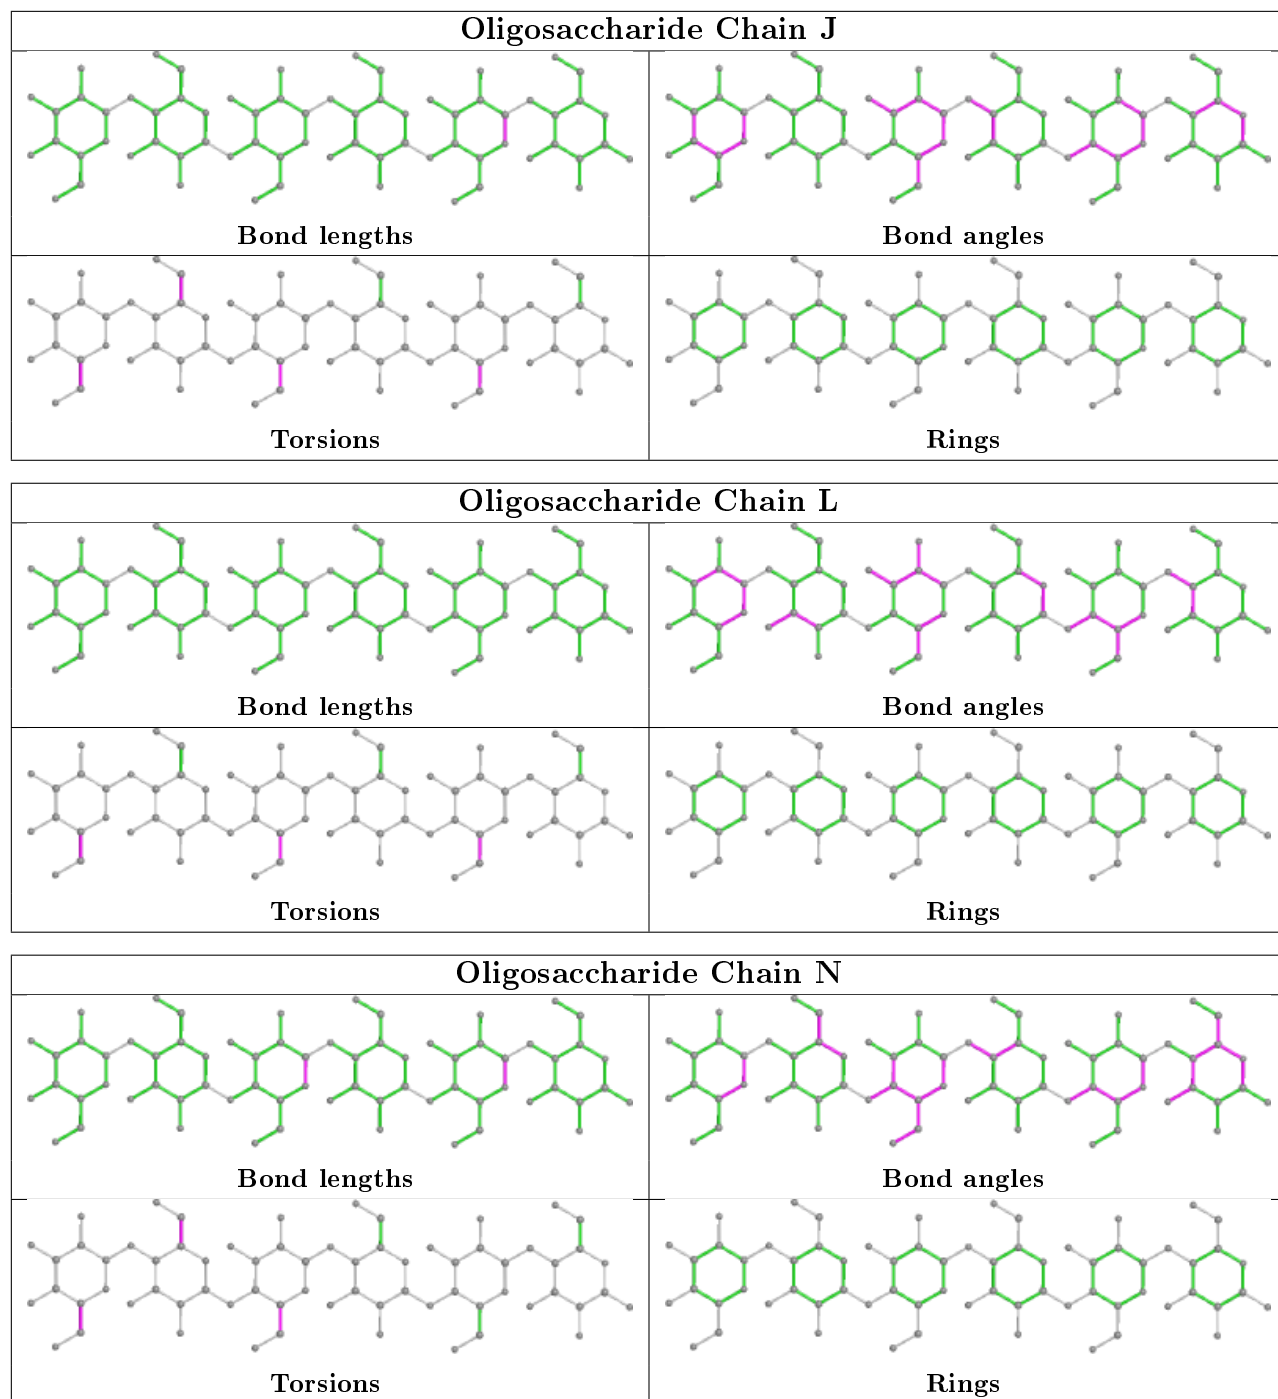 Oligosaccharide Chain J
Bond lengths
Bond angles
Torsions
Rings
Oligosaccharide Chain L
Bond lengths
Bond angles
Torsions
Rings
Oligosaccharide Chain N
Bond lengths
Bond angles
Torsions
Rings